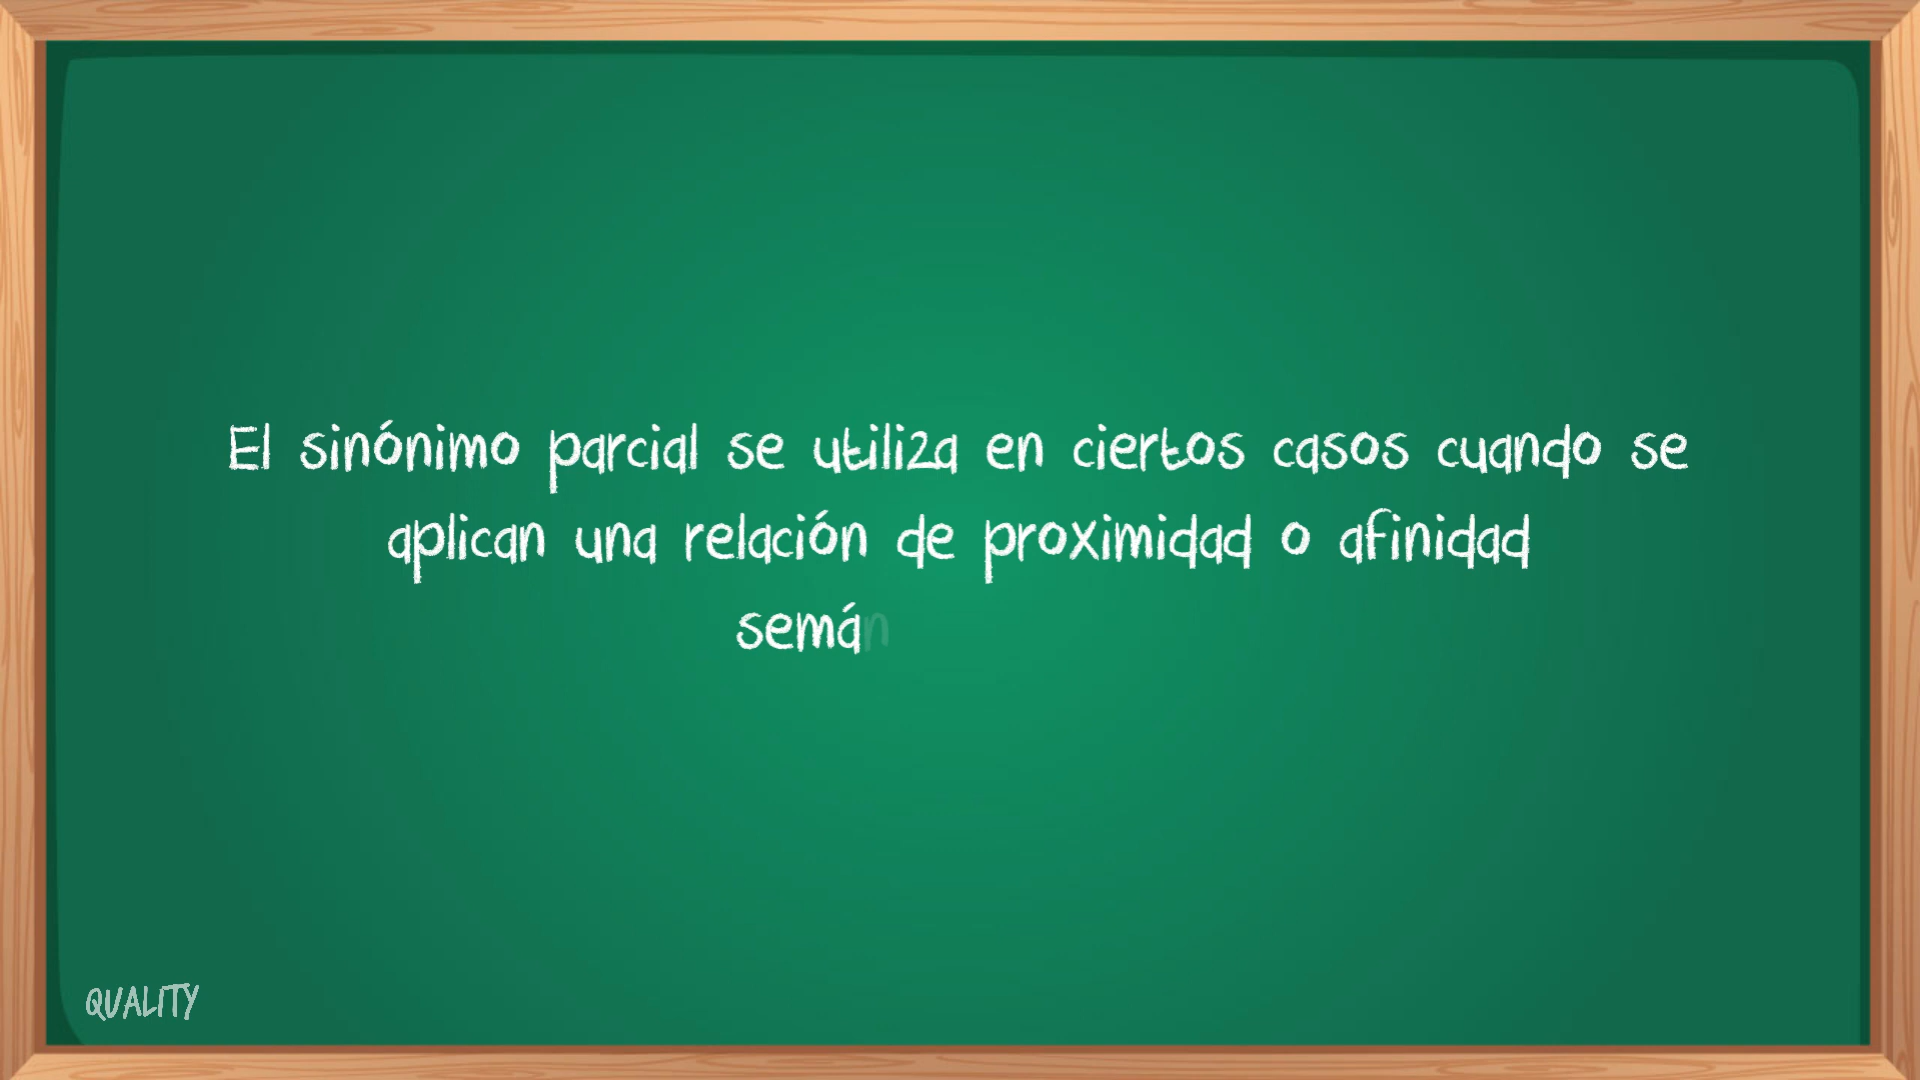 El sinónimo parcial se utiliza en ciertos casos cuando se
aplican una relación de proximidad o afinidad
semán
QUALITY